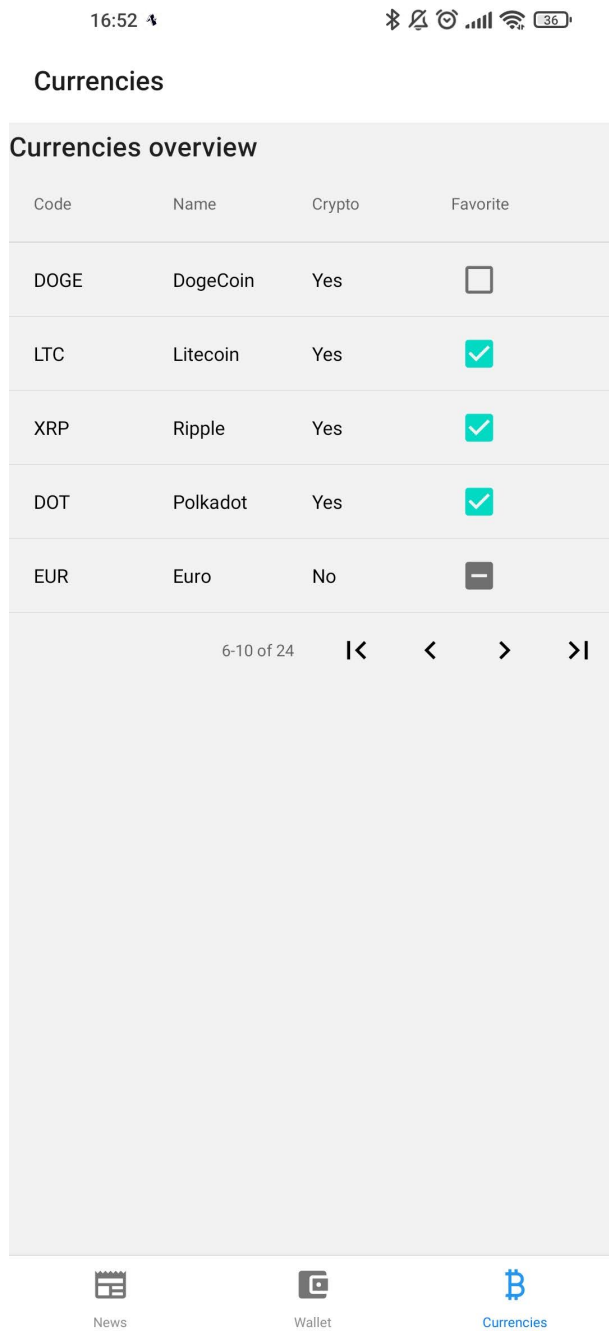 16:52 36
Currencies
Currencies overview
Code Name Crypto Favorite
DOGE DogeCoin Yes
LTC Litecoin Yes
XRP Ripple Yes
DOT Polkadot Yes
EUR Euro No
6-10 of 24
News Wallet Currencies